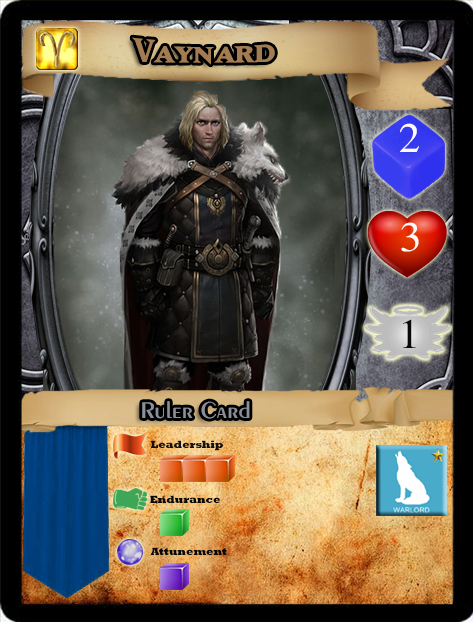 Vaynard
2
3
1
Ruler Card
Leadership
Endurance
WARLORD
Attunement